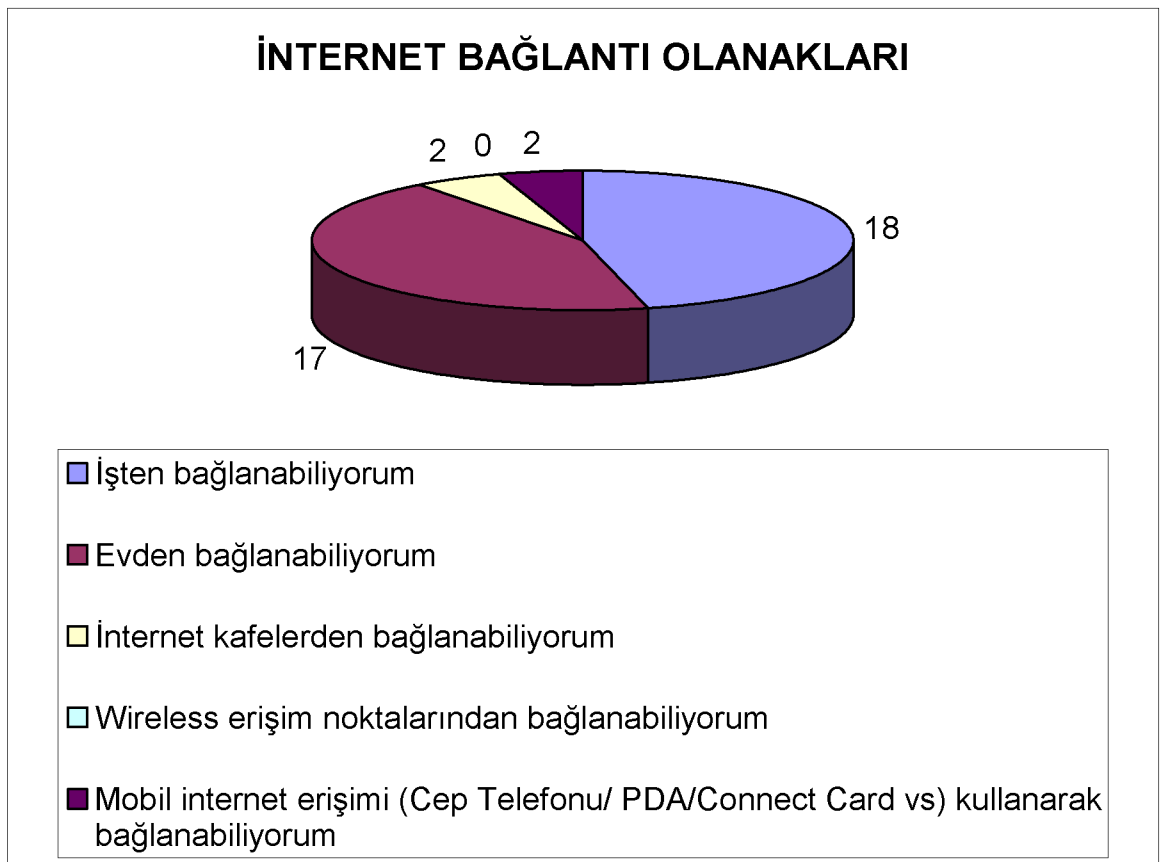 İNTERNET BAĞLANTI OLANAKLARI
2 0 2
18
17
İşten bağlanabiliyorum
Evden bağlanabiliyorum
İnternet kafelerden bağlanabiliyorum
Wireless erişim noktalarından bağlanabiliyorum
Mobil internet erişimi (Cep Telefonu/ PDA/Connect Card vs) kullanarak
bağlanabiliyorum